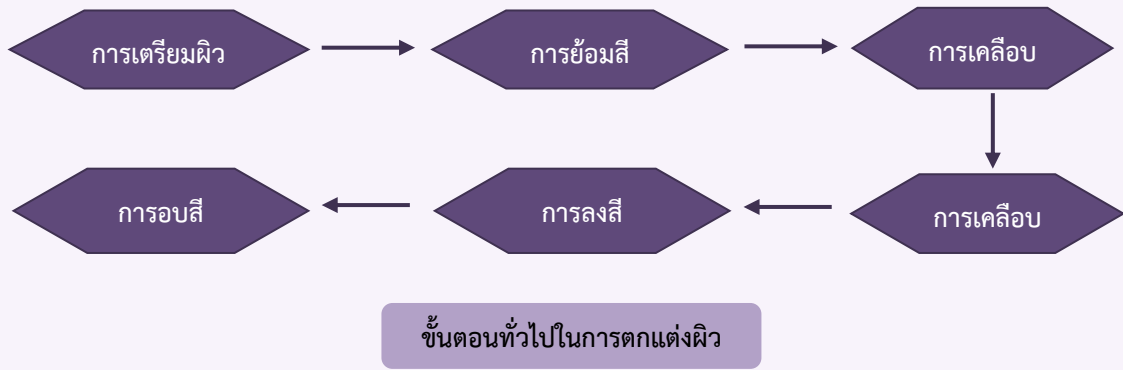 การเตรียมผิว
การย้อมสี
การเคลือบ
การเคลือบ
การลงสี
การอบสี
ขั้นตอนทั่วไปในการตกแต่งผิว